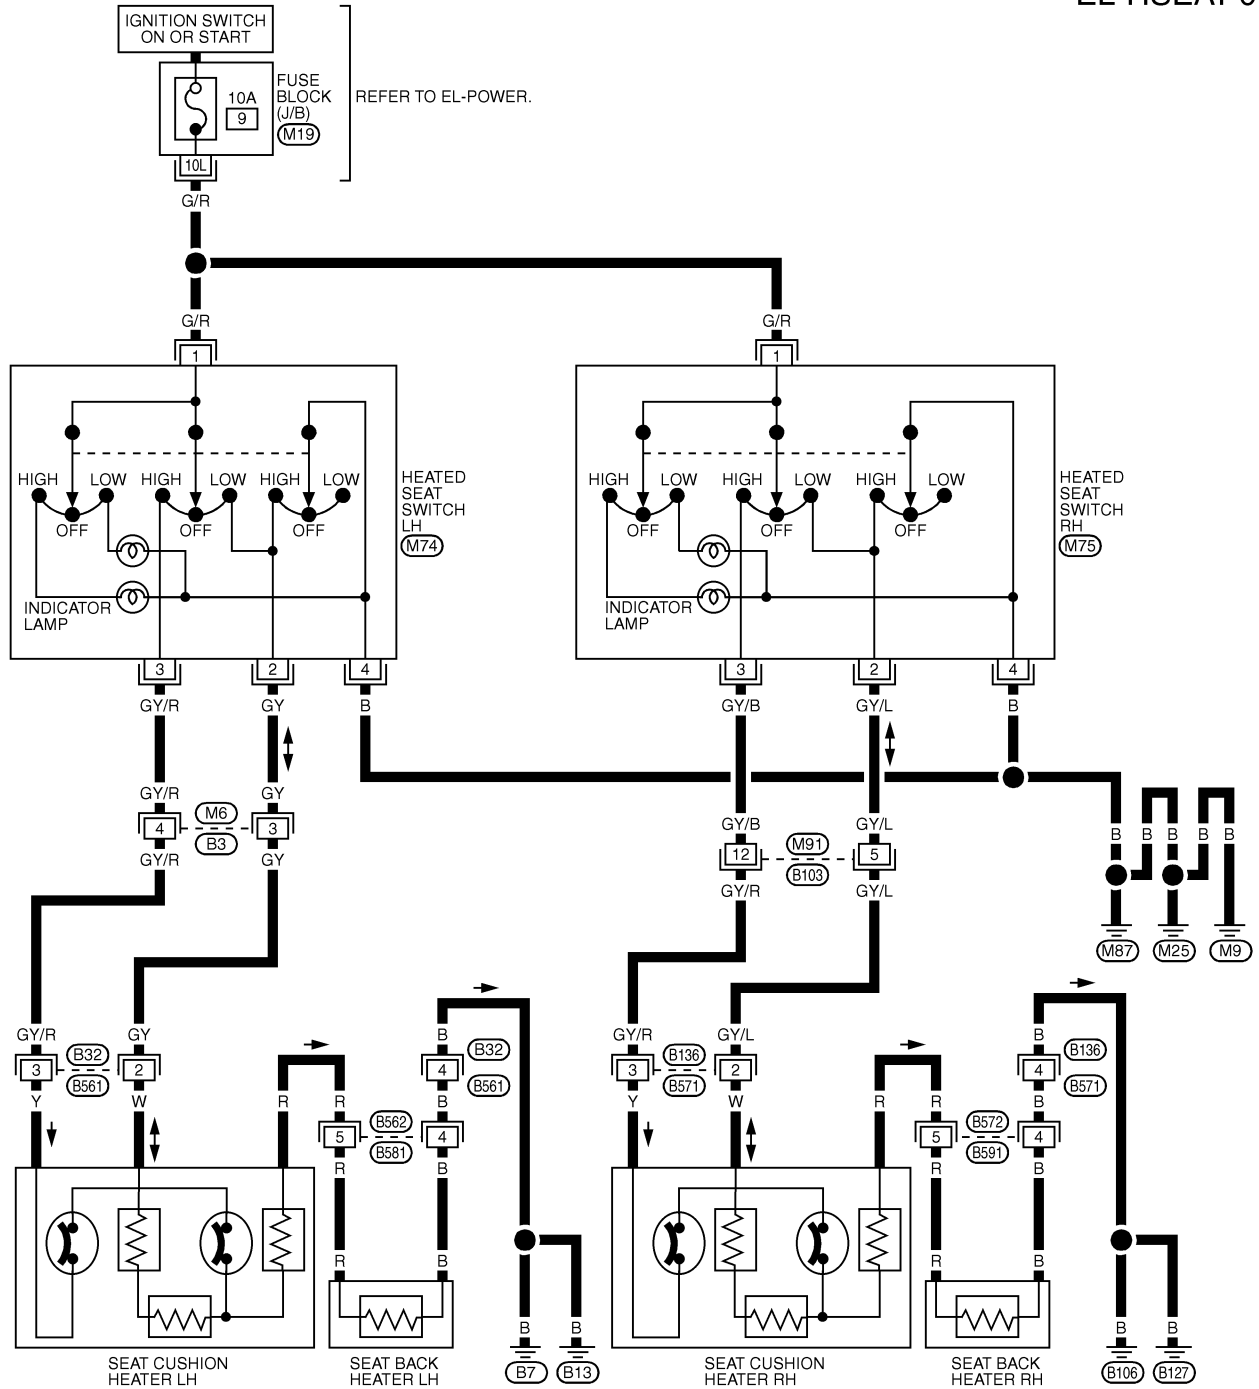 IGNITION SWITCH
ON OR START
FUSE
BLOCK
(J/B)
M19
10A
9
REFER TO EL-POWER.
10L
G/R
G/R
G/R
1
1
HIGH
LOW
HIGH
LOW
HIGH
LOW
OFF
OFF
OFF
HEATED
SEAT
SWITCH
LH
M74
INDICATOR
LAMP
HIGH
LOW
HIGH
LOW
HIGH
LOW
OFF
OFF
OFF
HEATED
SEAT
SWITCH
RH
M75
INDICATOR
LAMP
3
2
4
3
2
4
GY/R
GY
B
GY/B
GY/L
B
GY/R
GY
4
M6
B3
3
GY/R
GY
GY/B
GY/L
12
M91
B103
5
GY/R
GY/L
B
B
B
B
B
M87
M25
M9
GY/R
GY
B
GY/R
GY/L
B
3
B32
B561
2
4
B32
B561
3
B136
B571
2
4
B136
B571
Y
W
R
R
B
Y
W
R
R
B
5
B562
B581
4
5
B572
B591
4
R
B
R
B
R
B
R
B
B
B
B
B
B7
B13
B106
B127
SEAT CUSHION
HEATER LH
SEAT BACK
HEATER LH
SEAT CUSHION
HEATER RH
SEAT BACK
HEATER RH